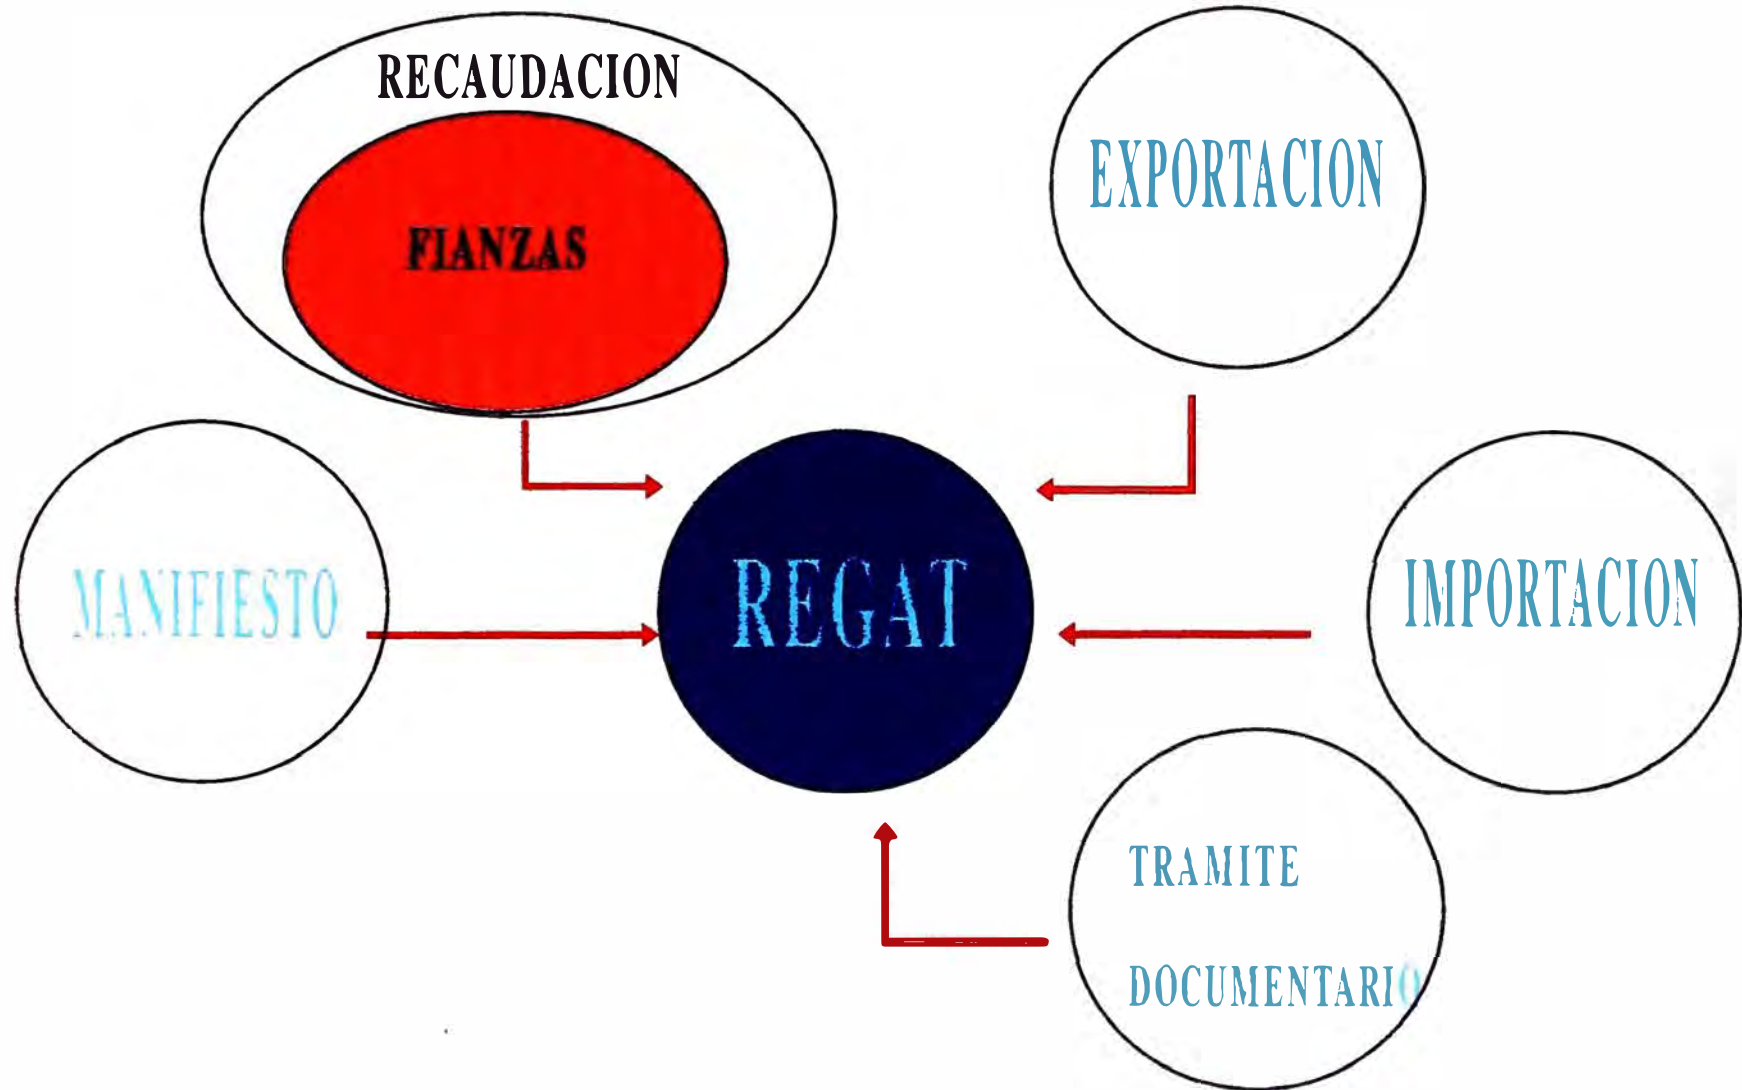 RECAUDACION
FIANZAS
EXPORTACION
MANIFIESTO
REGAT
IMPORTACION
TRAMITE
DOCUMENTARIO